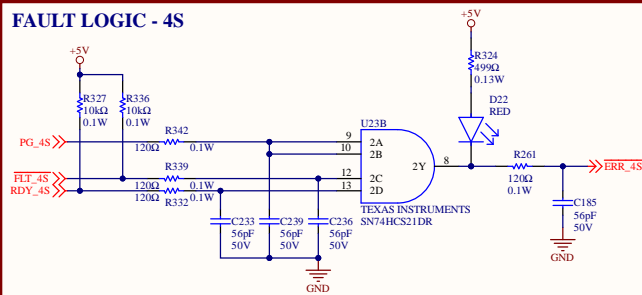 FAULT LOGIC - 4S
+5V
R327
10kΩ
0.1W
R336
10kΩ
0.1W
+5V
R324
499Ω
0.13W
D22
RED
PG_4S
R342
120Ω
0.1W
FLT_4S
R339
120Ω
0.1W
RDY_4S
120Ω
0.1W
R332
U23B
9
2A
10
2B
12
2C
13
2D
2Y
8
TEXAS INSTRUMENTS
SN74HCS21DR
C233
56pF
50V
C239
56pF
50V
C236
56pF
50V
GND
R261
120Ω
0.1W
ERR_4S
C185
56pF
50V
GND